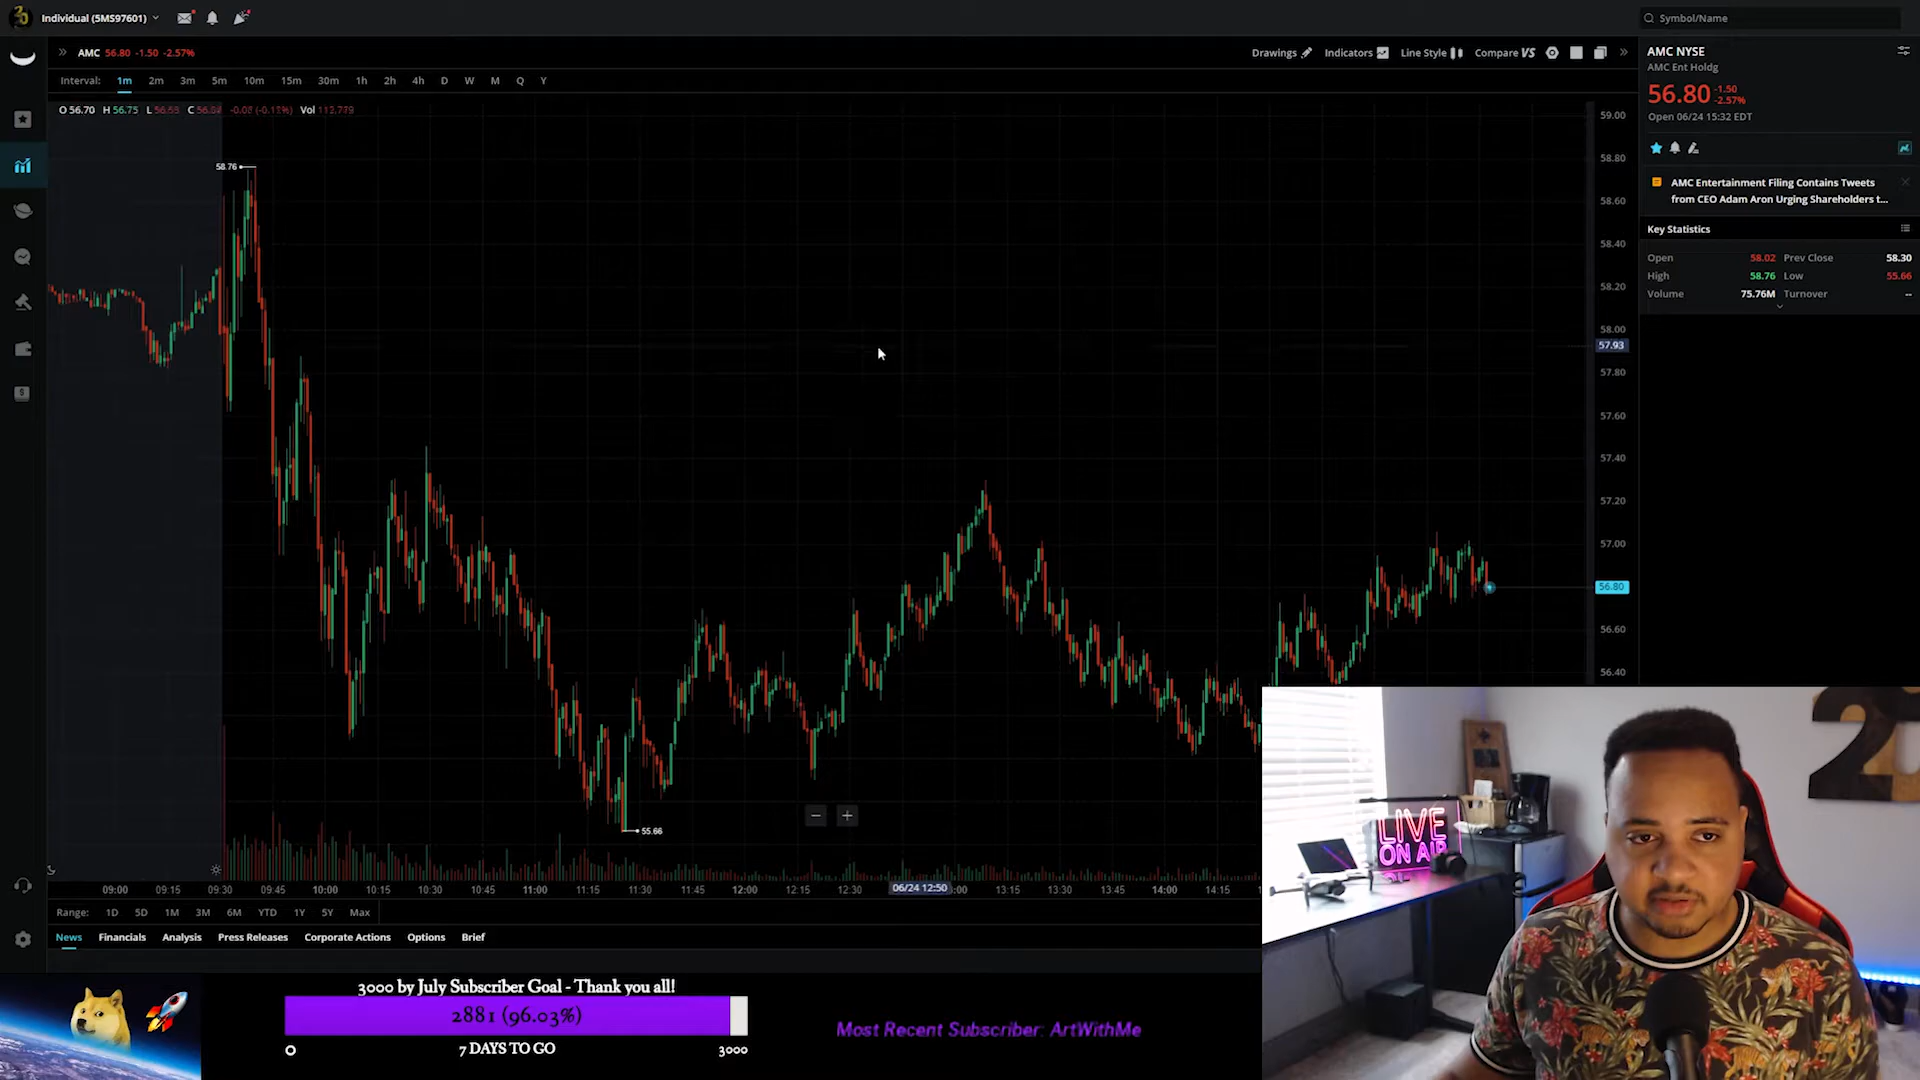 Individual (5MS97601)
Symbol/Name
AMC 56.80 -1.50 -2.57%
Drawings Indicators Line Style Compare VS
Interval: 1m 2m 3m 5m 10m 15m 30m 1h 2h 4h D W M Q Y
O 56.70 H 56.75 L C Vol 112,779
58.76
55.66
59.00
58.80
58.60
58.40
58.20
58.00
57.93
57.80
57.60
57.40
57.20
57.00
56.80
56.60
56.40
09:00 09:15 09:30 09:45 10:00 10:15 10:30 10:45 11:00 11:15 11:30 11:45 12:00 12:15 12:30 06/24 12:50 13:15 13:30 13:45 14:00 14:15
Range: 1D 5D 1M 3M 6M YTD 1Y 5Y Max
News Financials Analysis Press Releases Corporate Actions Options Brief
AMC NYSE
AMC Ent Holdg
56.80 -1.50
-2.57%
Open 06/24 15:32 EDT
AMC Entertainment Filing Contains Tweets
from CEO Adam Aron Urging Shareholders t...
Key Statistics
Open 58.02 Prev Close 58.30
High 58.76 Low 55.66
Volume 75.76M Turnover --
LIVE
ON AIR
2
3000 by July Subscriber Goal - Thank you all!
2881 (96.03%)
0 7 DAYS TO GO 3000
Most Recent Subscriber: ArtWithMe